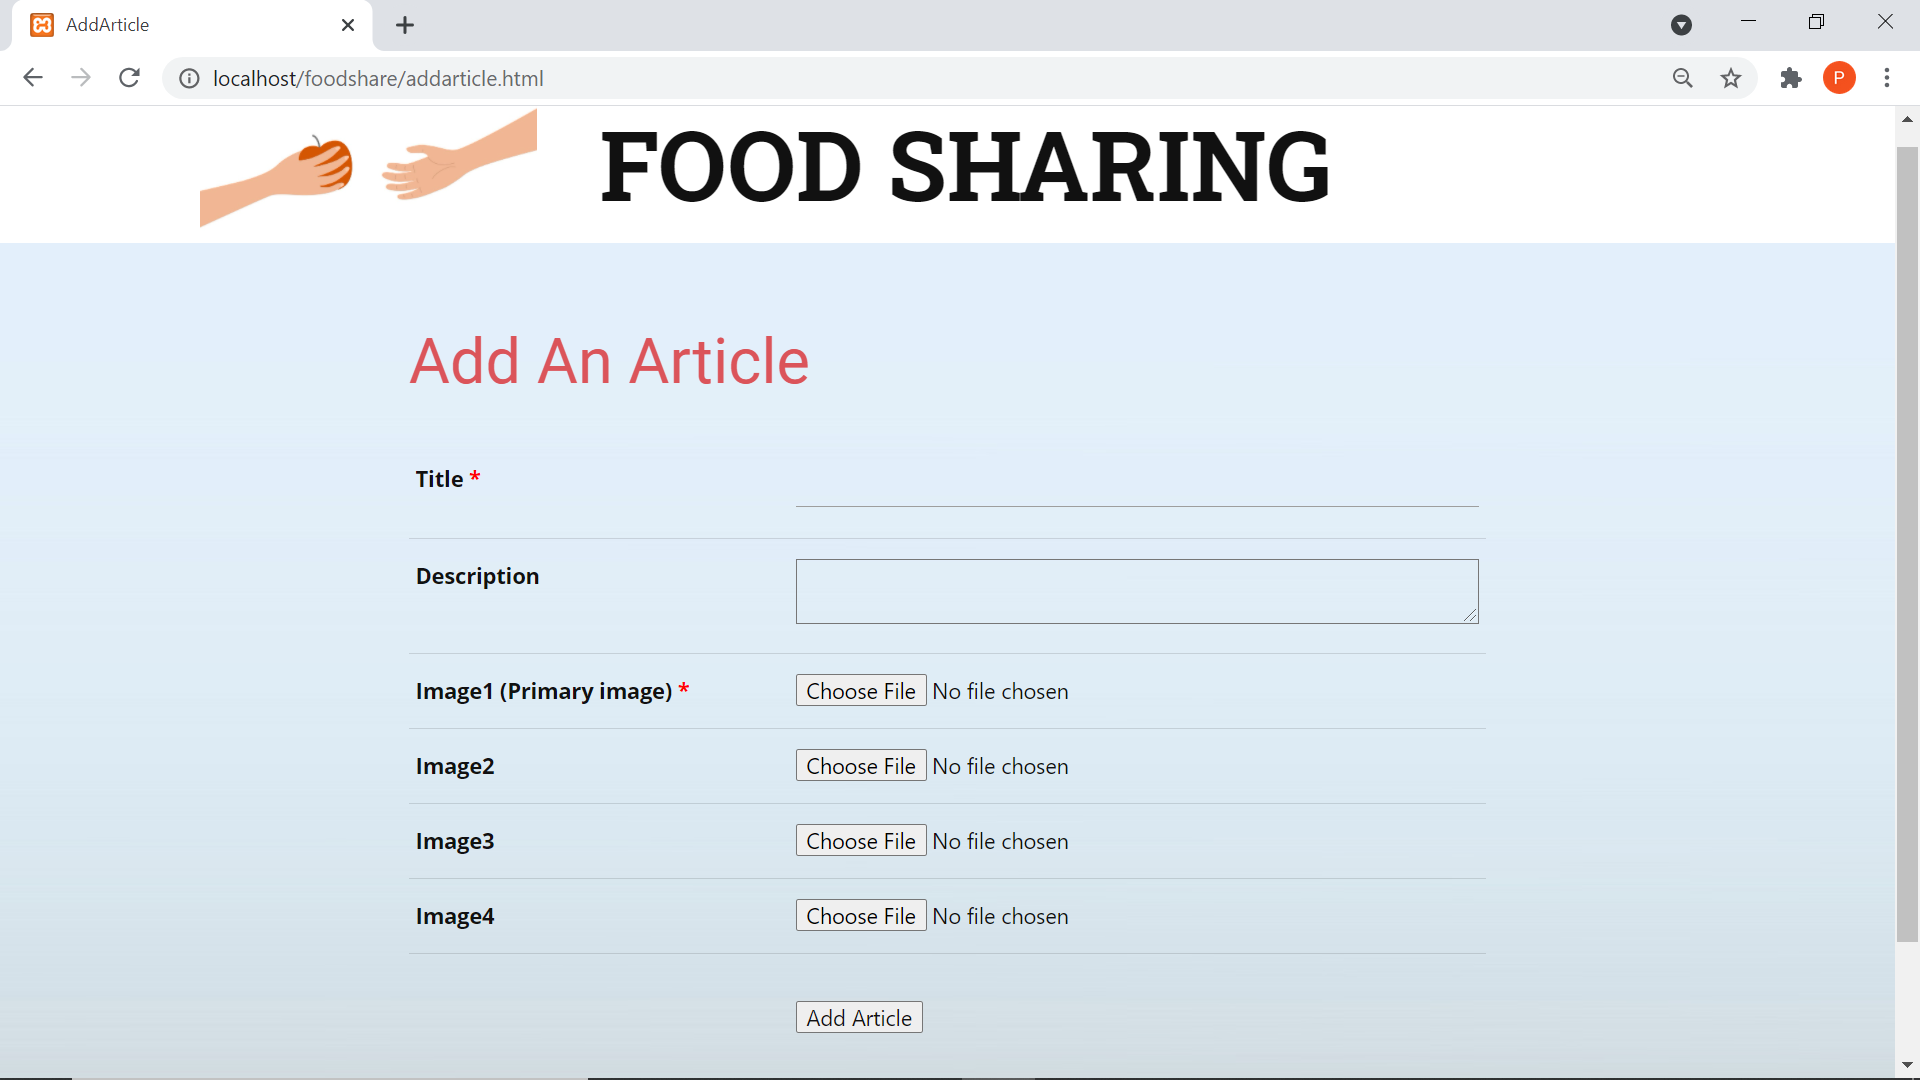 AddArticle
localhost/foodshare/addarticle.html
P
FOOD SHARING
Add An Article
Title *
Description
Image1 (Primary image) * Choose File No file chosen
Image2 Choose File No file chosen
Image3 Choose File No file chosen
Image4 Choose File No file chosen
Add Article